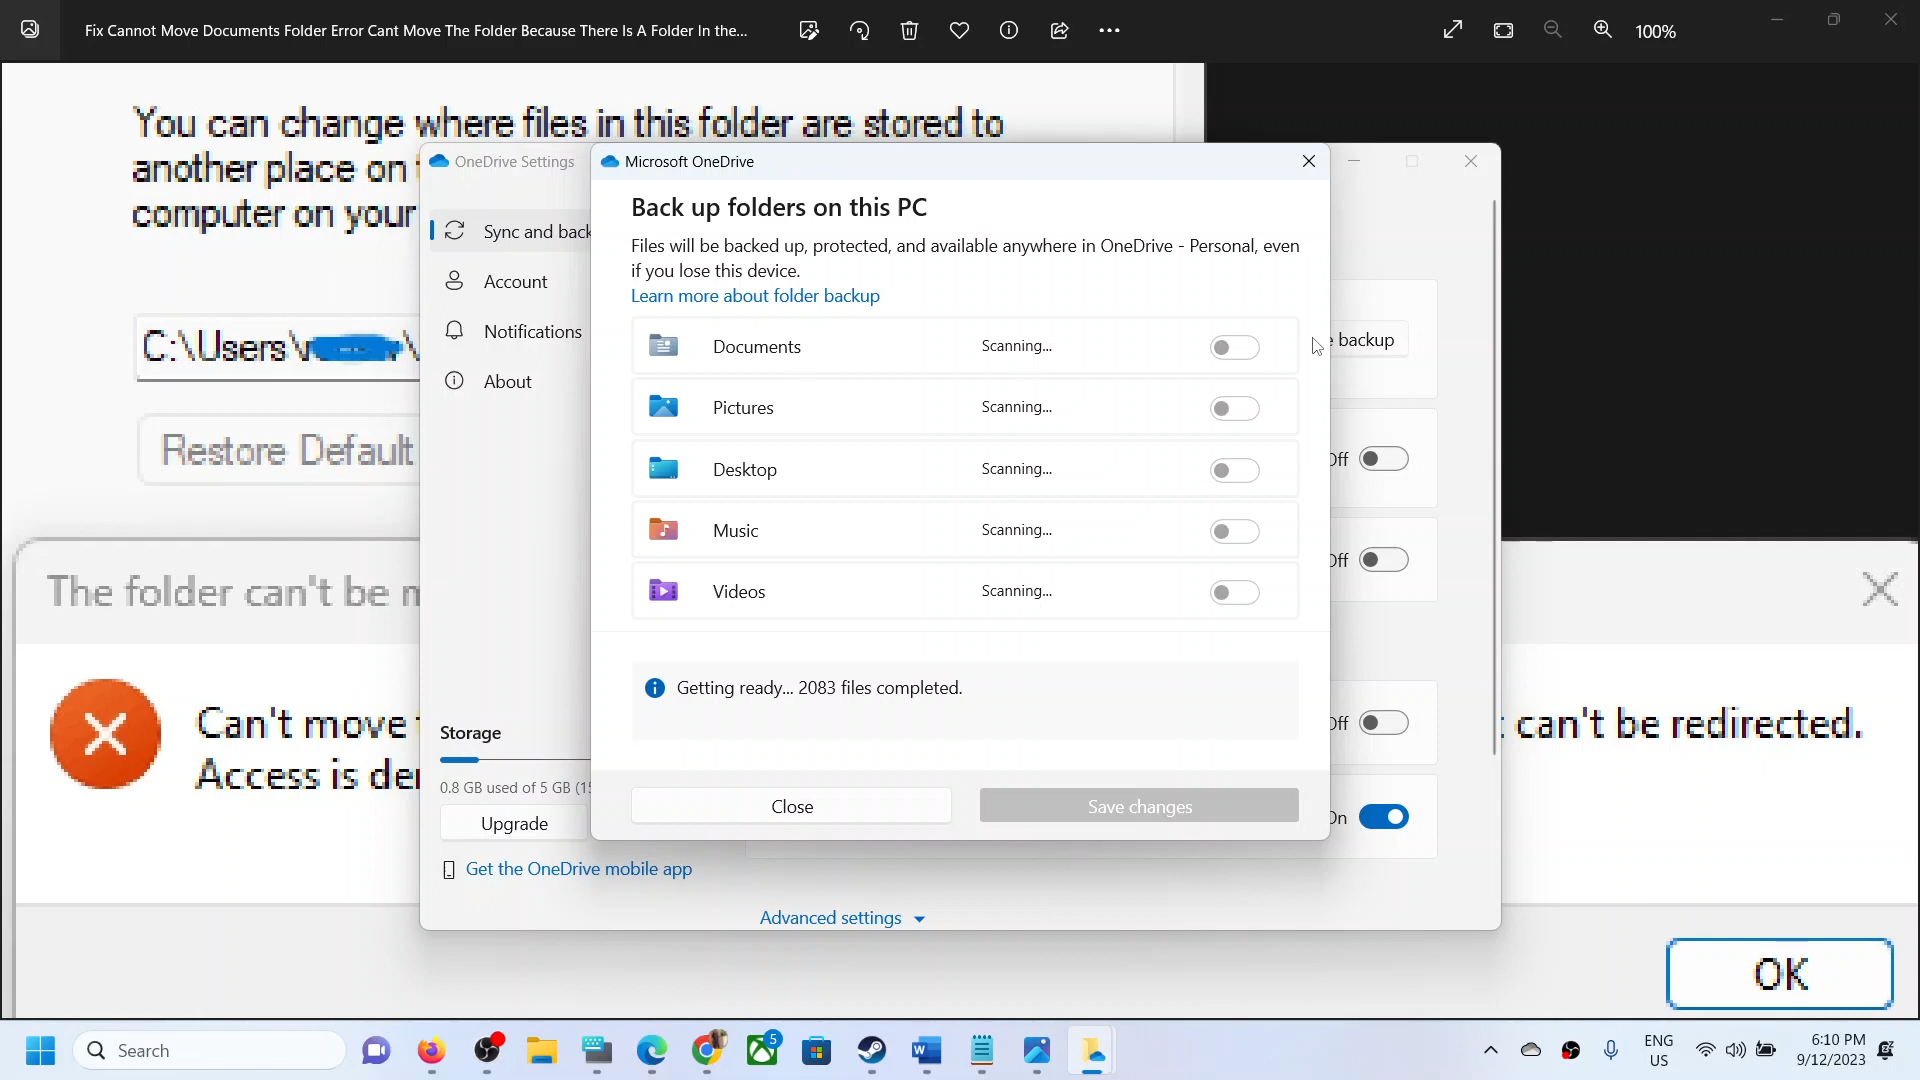 Fix Cannot Move Documents Folder Error Cant Move The Folder Because There Is A Folder In the...
100%
You can change where files in this folder are stored to
another place on
computer on your
C:\Users\
Restore Default
The folder can't be
Can't move
can't be redirected.
Access is
OK
OneDrive Settings
Sync and back
Account
Notifications
About
Storage
0.8 GB used of 5 GB
Upgrade
Get the OneDrive mobile app
Advanced settings
backup
Off
Off
Off
On
Microsoft OneDrive
Back up folders on this PC
Files will be backed up, protected, and available anywhere in OneDrive - Personal, even
if you lose this device.
Learn more about folder backup
Documents Scanning...
Pictures Scanning...
Desktop Scanning...
Music Scanning...
Videos Scanning...
Getting ready... 2083 files completed.
Close
Save changes
Search
5
ENG
US
6:10 PM
9/12/2023